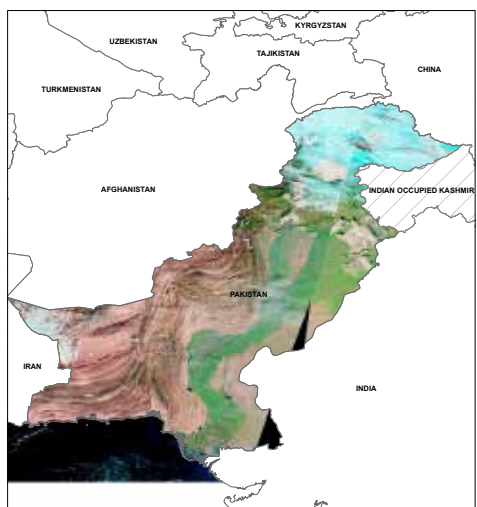 KYRGYZSTAN
UZBEKISTAN
TAJIKISTAN
CHINA
TURKMENISTAN
AFGHANISTAN
INDIAN OCCUPIED KASHMIR
PAKISTAN
IRAN
INDIA